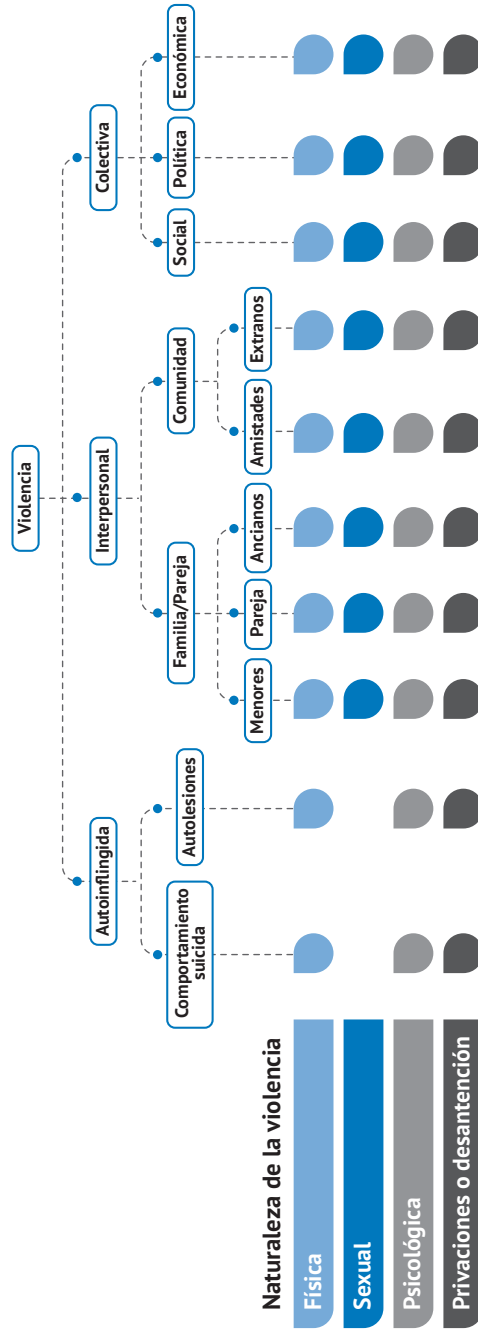 Violencia
Autoinflingida
Interpersonal
Colectiva
Comportamiento
suicida
Autolesiones
Familia/Pareja
Comunidad
Social
Política
Económica
Menores
Pareja
Ancianos
Amistades
Extranos
Naturaleza de la violencia
Física
Sexual
Psicológica
Privaciones o desantención